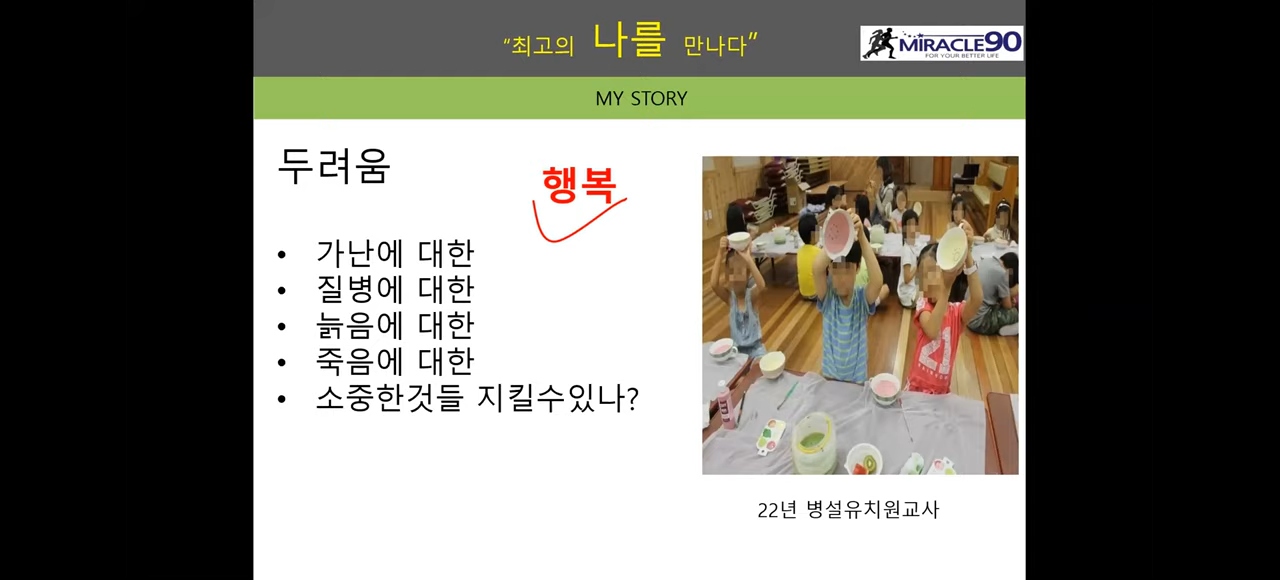 “최고의 나를 만나다”
MIRACLE90
FOR YOUR BETTER LIFE
MY STORY
두려움
행복
• 가난에 대한
• 질병에 대한
• 늙음에 대한
• 죽음에 대한
• 소중한것들 지킬수있나?
21
22년 병설유치원교사